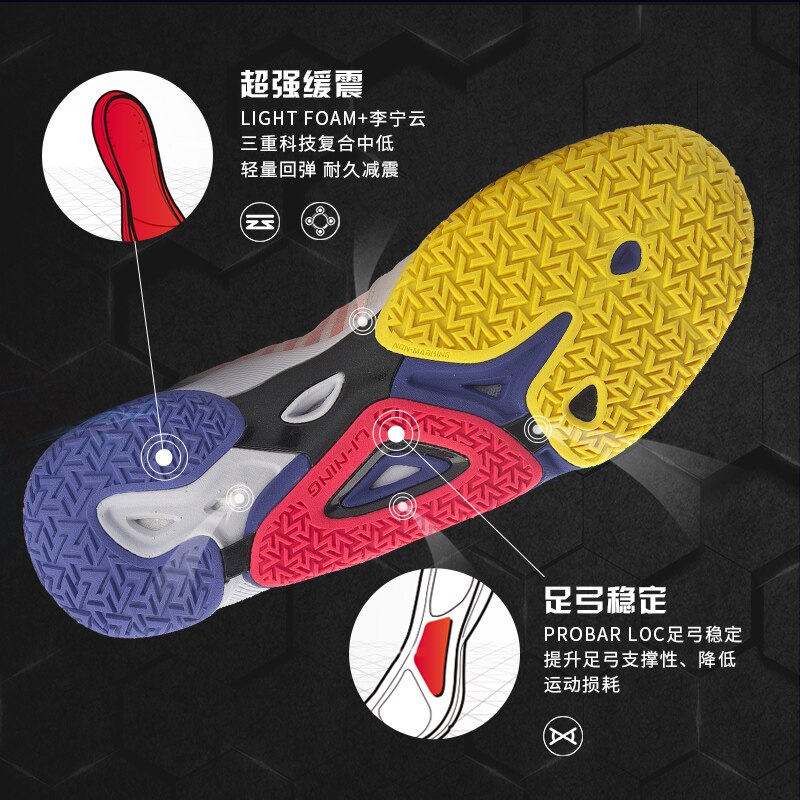 超强缓震
LIGHT FOAM+李宁云
三重科技复合中低
轻量回弹 耐久减震
NON-MARKING
LI-NING
足弓稳定
PROBAR LOC足弓稳定
提升足弓支撑性、降低
运动损耗